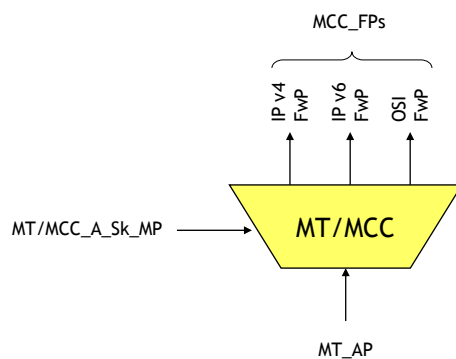 MCC_FPs
IP v4
FwP
IP v6
FwP
OSI
FwP
MT/MCC_A_Sk_MP
MT/MCC
MT_AP